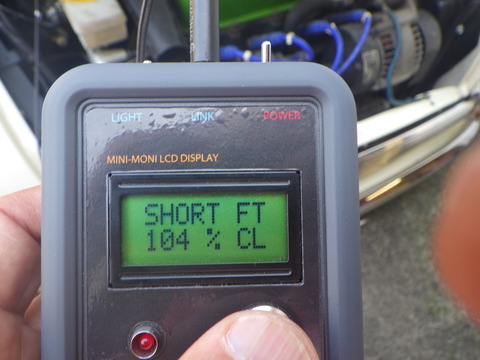 LIGHT LINK POWER
MINI-MONI LCD DISPLAY
SHORT FT
104 % CL